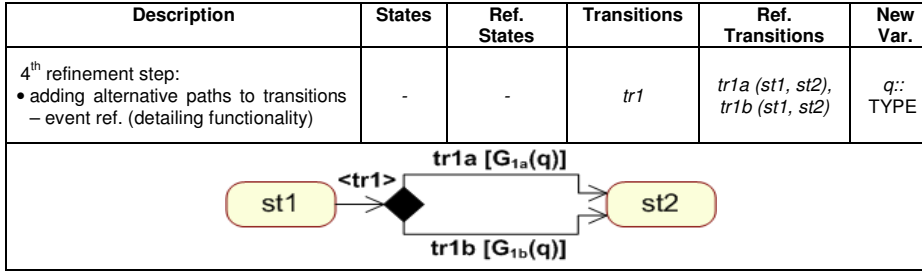 Description States Ref. Transitions Ref. New
States Transitions Var.
4th refinement step:
• adding alternative paths to transitions - - tr1 tr1a (st1, st2), q::
– event ref. (detailing functionality) tr1b (st1, st2) TYPE
tr1a [G1a(q)]
<tr1>
st1 st2
tr1b [G1b(q)]